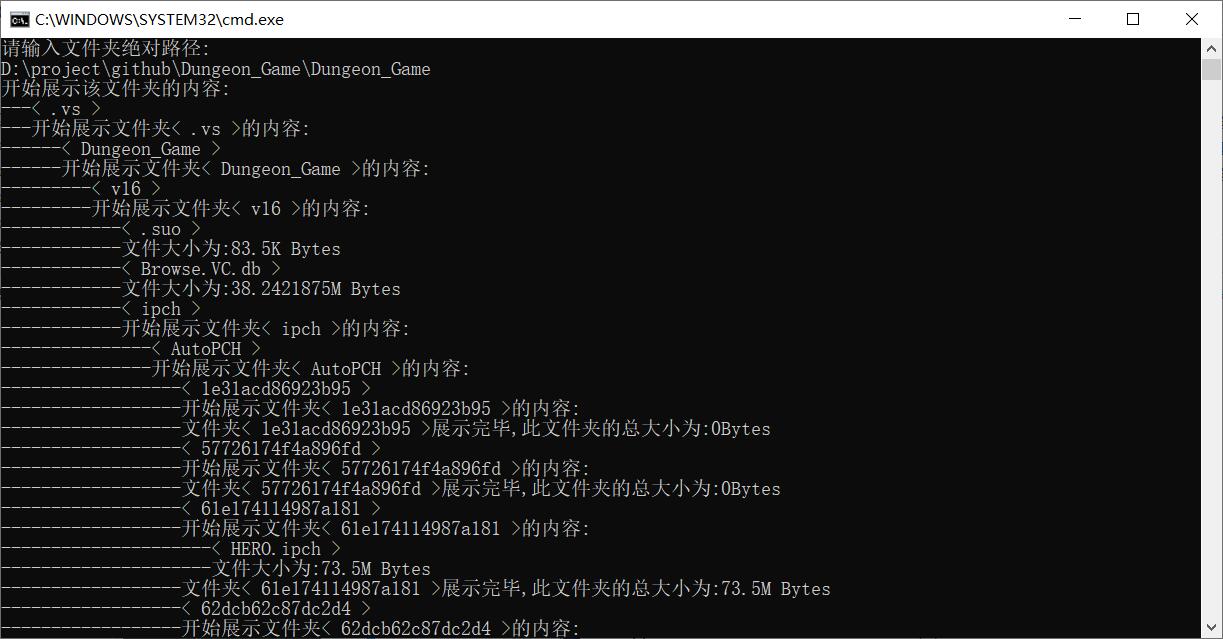 C:\WINDOWS\SYSTEM32\cmd.exe
请输入文件夹绝对路径:
D:\project\github\Dungeon_Game\Dungeon_Game
开始展示该文件夹的内容:
---< .vs >
---开始展示文件夹< .vs >的内容:
------< Dungeon_Game >
------开始展示文件夹< Dungeon_Game >的内容:
---------< v16 >
---------开始展示文件夹< v16 >的内容:
------------< .suo >
------------文件大小为:83.5K Bytes
------------< Browse.VC.db >
------------文件大小为:38.2421875M Bytes
------------< ipch >
------------开始展示文件夹< ipch >的内容:
---------------< AutoPCH >
---------------开始展示文件夹< AutoPCH >的内容:
------------------< 1e31acd86923b95 >
------------------开始展示文件夹< 1e31acd86923b95 >的内容:
------------------文件夹< 1e31acd86923b95 >展示完毕,此文件夹的总大小为:0Bytes
------------------< 57726174f4a896fd >
------------------开始展示文件夹< 57726174f4a896fd >的内容:
------------------文件夹< 57726174f4a896fd >展示完毕,此文件夹的总大小为:0Bytes
------------------< 61e174114987a181 >
------------------开始展示文件夹< 61e174114987a181 >的内容:
---------------------< HERO.ipch >
---------------------文件大小为:73.5M Bytes
------------------文件夹< 61e174114987a181 >展示完毕,此文件夹的总大小为:73.5M Bytes
------------------< 62dcb62c87dc2d4 >
------------------开始展示文件夹< 62dcb62c87dc2d4 >的内容: